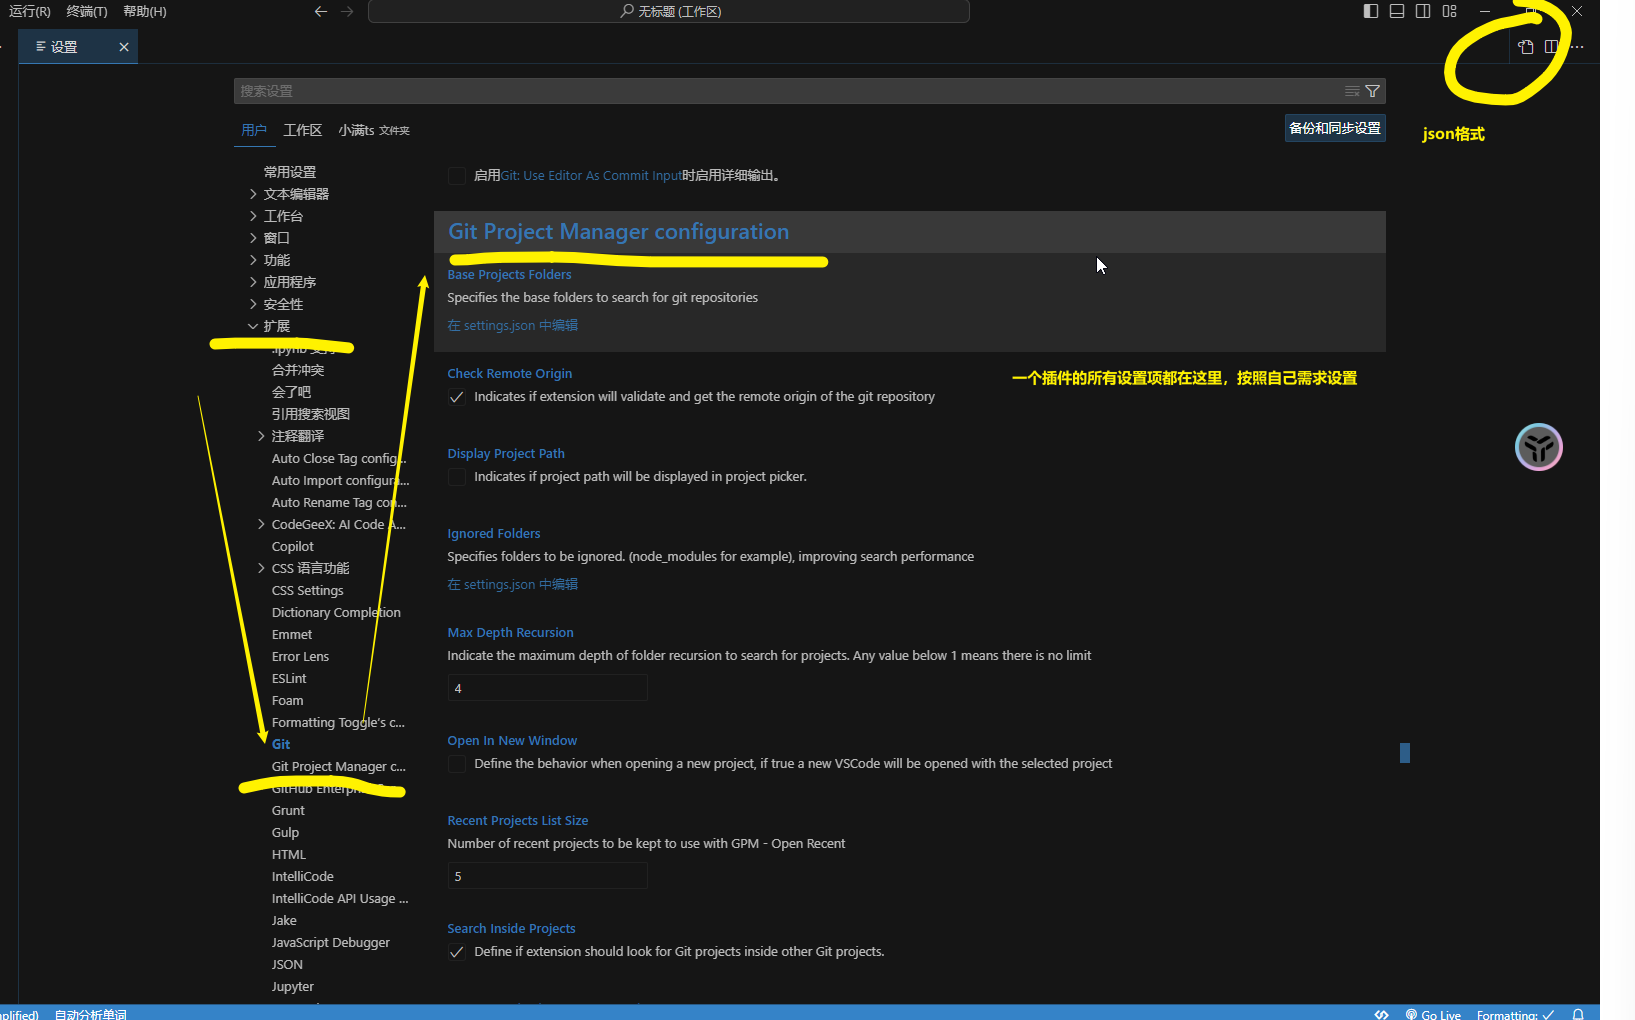 运行(R) 终端(T) 帮助(H) 无标题 (工作区)
设置
搜索设置
用户 工作区 小满ts 文件夹
备份和同步设置
json格式
常用设置
文本编辑器
工作台
窗口
功能
应用程序
安全性
扩展
.ipynb 支持
合并冲突
会了吧
引用搜索视图
注释翻译
Auto Close Tag config...
Auto Import configura...
Auto Rename Tag con...
CodeGeeX: AI Code A...
Copilot
CSS 语言功能
CSS Settings
Dictionary Completion
Emmet
Error Lens
ESLint
Foam
Formatting Toggle's c...
Git
Git Project Manager c...
GitHub Enterpri
Grunt
Gulp
HTML
IntelliCode
IntelliCode API Usage ...
Jake
JavaScript Debugger
JSON
Jupyter
启用Git: Use Editor As Commit Input时启用详细输出。
Git Project Manager configuration
Base Projects Folders
Specifies the base folders to search for git repositories
在 settings.json 中编辑
一个插件的所有设置项都在这里，按照自己需求设置
Check Remote Origin
Indicates if extension will validate and get the remote origin of the git repository
Display Project Path
Indicates if project path will be displayed in project picker.
Ignored Folders
Specifies folders to be ignored. (node_modules for example), improving search performance
在 settings.json 中编辑
Max Depth Recursion
Indicate the maximum depth of folder recursion to search for projects. Any value below 1 means there is no limit
4
Open In New Window
Define the behavior when opening a new project, if true a new VSCode will be opened with the selected project
Recent Projects List Size
Number of recent projects to be kept to use with GPM - Open Recent
5
Search Inside Projects
Define if extension should look for Git projects inside other Git projects.
mplified) 自动分析单词 Go Live Formatting: ✓